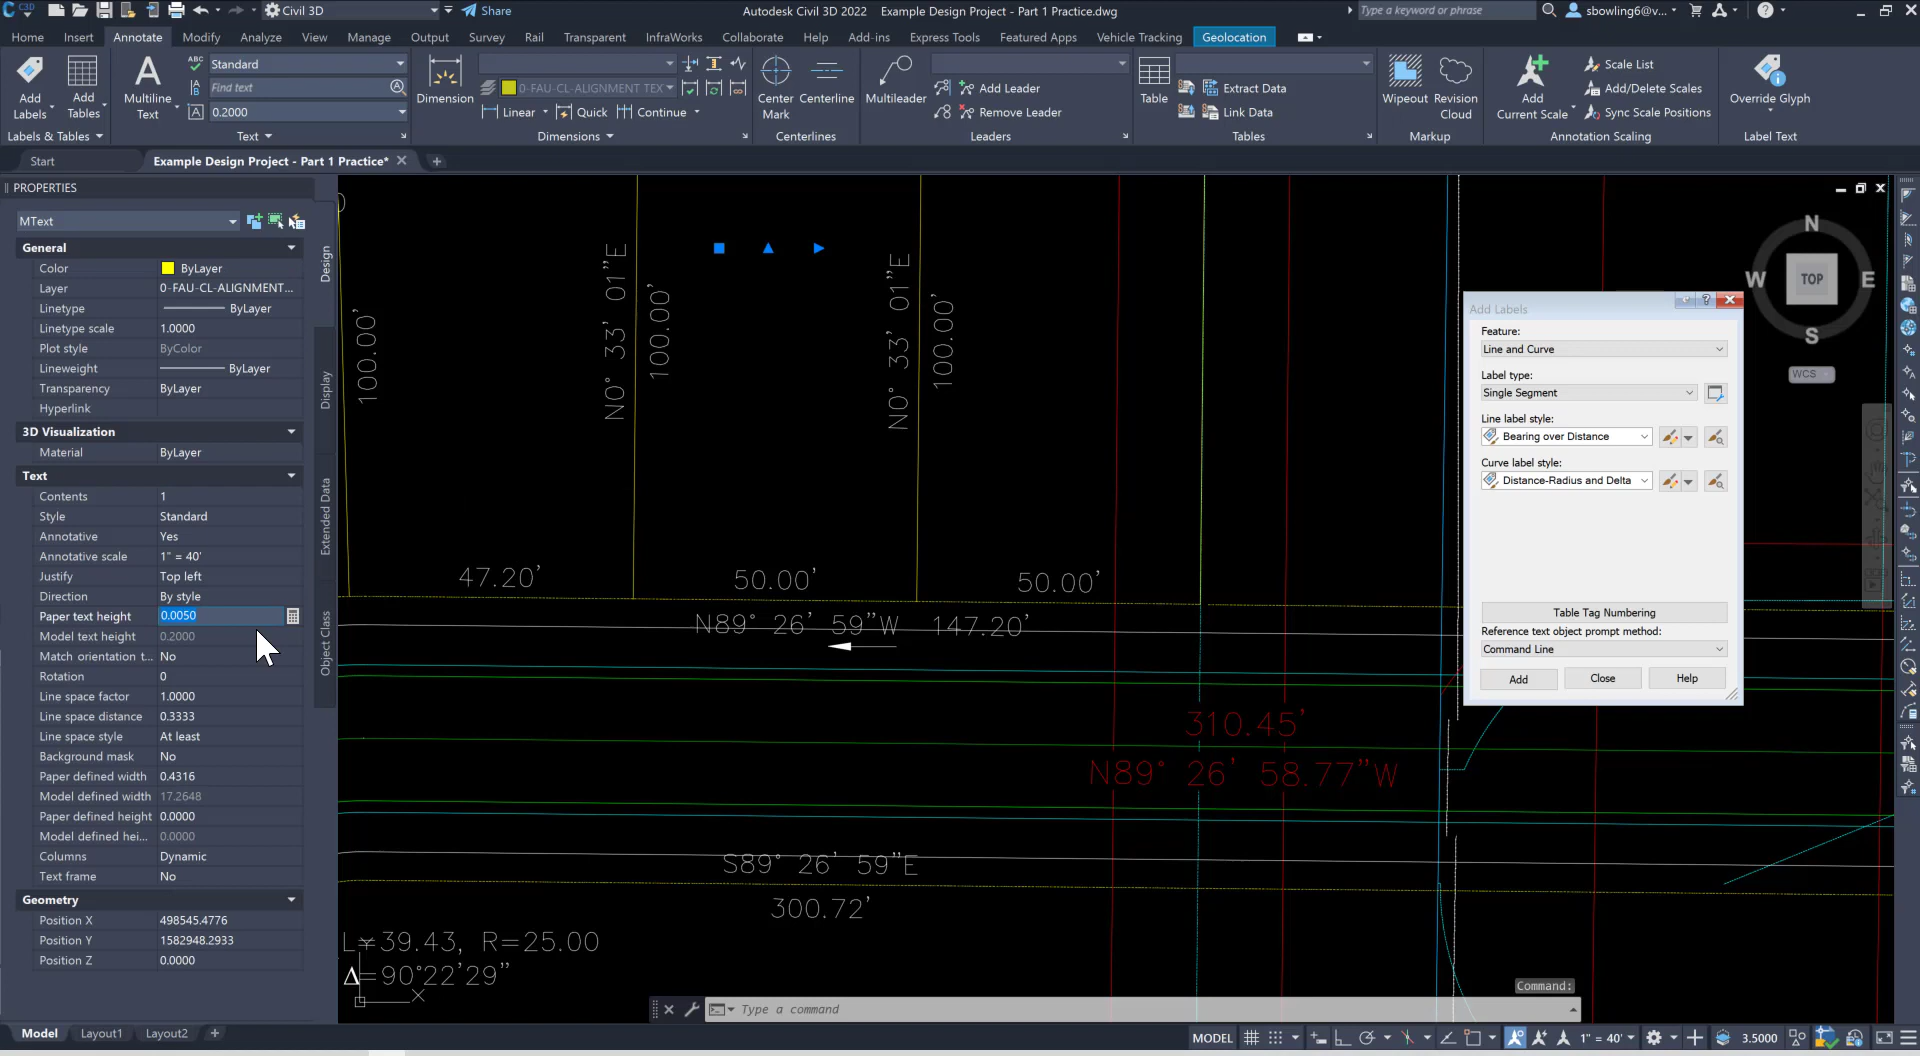 C3D
Civil 3D
Share
Autodesk Civil 3D 2022 Example Design Project - Part 1 Practice.dwg
Type a keyword or phrase
sbowling6@v...
Home Insert Annotate Modify Analyze View Manage Output Survey Rail Transparent InfraWorks Collaborate Help Add-ins Express Tools Featured Apps Vehicle Tracking Geolocation
Add Labels
Add Tables
Labels & Tables
Multiline Text
ABC Standard
Find text
0.2000
Text
Dimension
0-FAU-CL-ALIGNMENT TEX
Linear Quick Continue
Dimensions
Center Mark
Centerline
Centerlines
Multileader
Add Leader
Remove Leader
Leaders
Table
Extract Data
Link Data
Tables
Wipeout
Revision Cloud
Markup
Add Current Scale
Scale List
Add/Delete Scales
Sync Scale Positions
Annotation Scaling
Override Glyph
Label Text
Start
Example Design Project - Part 1 Practice*
PROPERTIES
MText
General
Color ByLayer
Layer 0-FAU-CL-ALIGNMENT...
Linetype ByLayer
Linetype scale 1.0000
Plot style ByColor
Lineweight ByLayer
Transparency ByLayer
Hyperlink
3D Visualization
Material ByLayer
Text
Contents 1
Style Standard
Annotative Yes
Annotative scale 1" = 40'
Justify Top left
Direction By style
Paper text height 0.0050
Model text height 0.2000
Match orientation t... No
Rotation 0
Line space factor 1.0000
Line space distance 0.3333
Line space style At least
Background mask No
Paper defined width 0.4316
Model defined width 17.2648
Paper defined height 0.0000
Model defined hei... 0.0000
Columns Dynamic
Text frame No
Geometry
Position X 498545.4776
Position Y 1582948.2933
Position Z 0.0000
Design
Display
Extended Data
Object Class
100.00'
N0° 33' 01"E
100.00'
N0° 33' 01"E
100.00'
47.20'
50.00'
50.00'
N89° 26' 59"W 147.20'
310.45'
N89° 26' 58.77"W
S89° 26' 59"E
300.72'
L=39.43, R=25.00
Δ=90°22'29"
X
Y
N
W TOP E
S
WCS
Add Labels
Feature:
Line and Curve
Label type:
Single Segment
Line label style:
Bearing over Distance
Curve label style:
Distance-Radius and Delta
Table Tag Numbering
Reference text object prompt method:
Command Line
Add Close Help
Command:
Type a command
Model Layout1 Layout2
MODEL
1" = 40'
3.5000